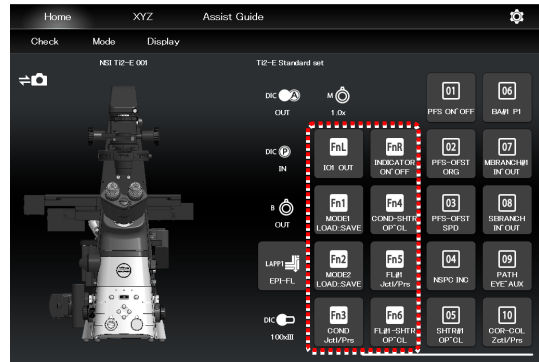 Home XYZ Assist Guide
Check Mode Display
NSI Ti2-E 001
Ti2-E Standard set
DIC A
OUT
M
1.0x
01
PFS ON¯OFF
06
BA#1 P1
DIC P
IN
FnL
IO1 OUT
FnR
INDICATOR
ON¯OFF
02
PFS-OFST
ORG
07
MBRANCH#1
IN¯OUT
B
OUT
Fn1
MODE1
LOAD:SAVE
Fn4
COND-SHTR
OP¯CL
03
PFS-OFST
SPD
08
SBRANCH
IN¯OUT
LAPP1
EPI-FL
Fn2
MODE2
LOAD:SAVE
Fn5
FL#1
Jctl/Prs
04
NSPC INC
09
PATH
EYE¯AUX
DIC
100xIII
Fn3
COND
Jctl/Prs
Fn6
FL#1-SHTR
OP¯CL
05
SHTR#1
OP¯CL
10
COR-COL
Zctl/Prs